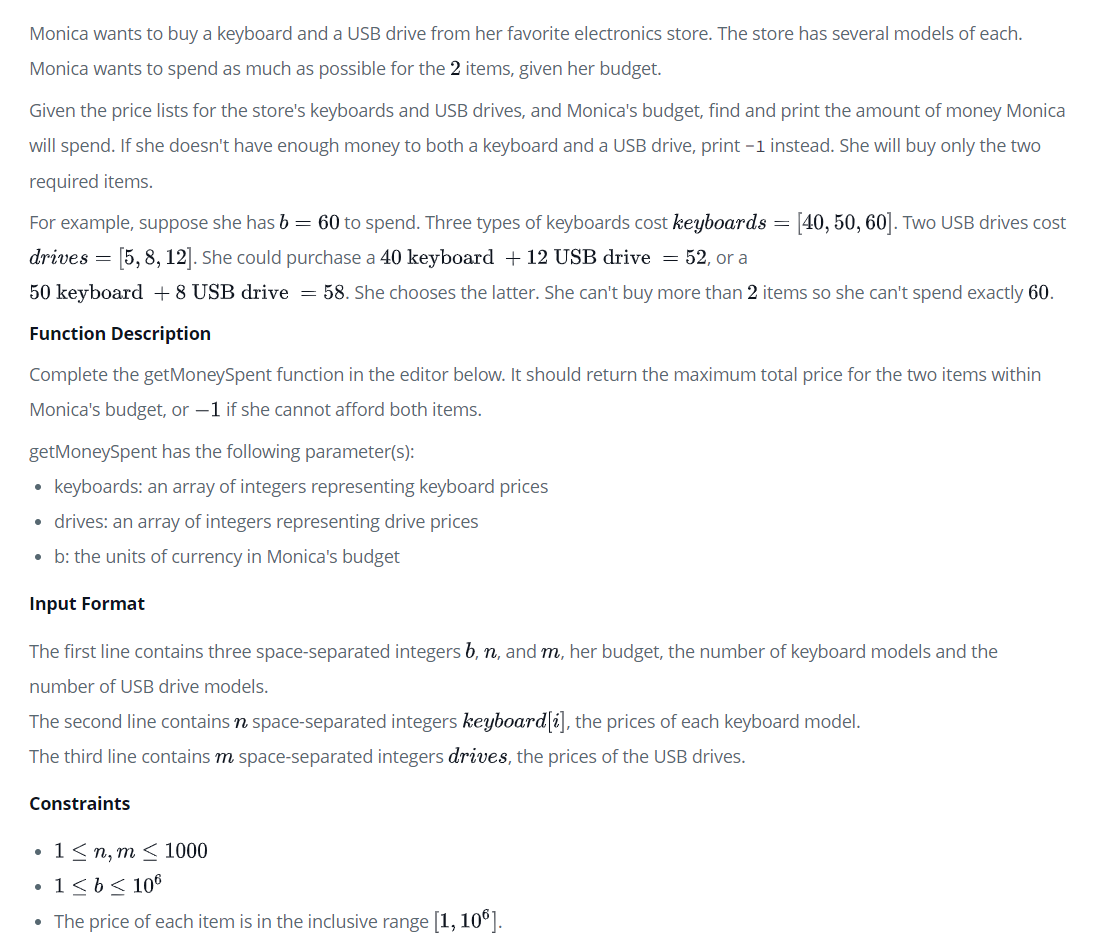 Monica wants to buy a keyboard and a USB drive from her favorite electronics store. The store has several models of each.
Monica wants to spend as much as possible for the 2 items, given her budget.
Given the price lists for the store's keyboards and USB drives, and Monica's budget, find and print the amount of money Monica
will spend. If she doesn't have enough money to both a keyboard and a USB drive, print -1 instead. She will buy only the two
required items.
For example, suppose she has b = 60 to spend. Three types of keyboards cost keyboards = [40, 50, 60]. Two USB drives cost
drives = [5, 8, 12]. She could purchase a 40 keyboard + 12 USB drive = 52, or a
50 keyboard + 8 USB drive = 58. She chooses the latter. She can't buy more than 2 items so she can't spend exactly 60.
Function Description
Complete the getMoneySpent function in the editor below. It should return the maximum total price for the two items within
Monica's budget, or −1 if she cannot afford both items.
getMoneySpent has the following parameter(s):
• keyboards: an array of integers representing keyboard prices
• drives: an array of integers representing drive prices
• b: the units of currency in Monica's budget
Input Format
The first line contains three space-separated integers b, n, and m, her budget, the number of keyboard models and the
number of USB drive models.
The second line contains n space-separated integers keyboard[i], the prices of each keyboard model.
The third line contains m space-separated integers drives, the prices of the USB drives.
Constraints
• 1 ≤ n, m ≤ 1000
• 1 ≤ b ≤ 10⁶
• The price of each item is in the inclusive range [1, 10⁶].